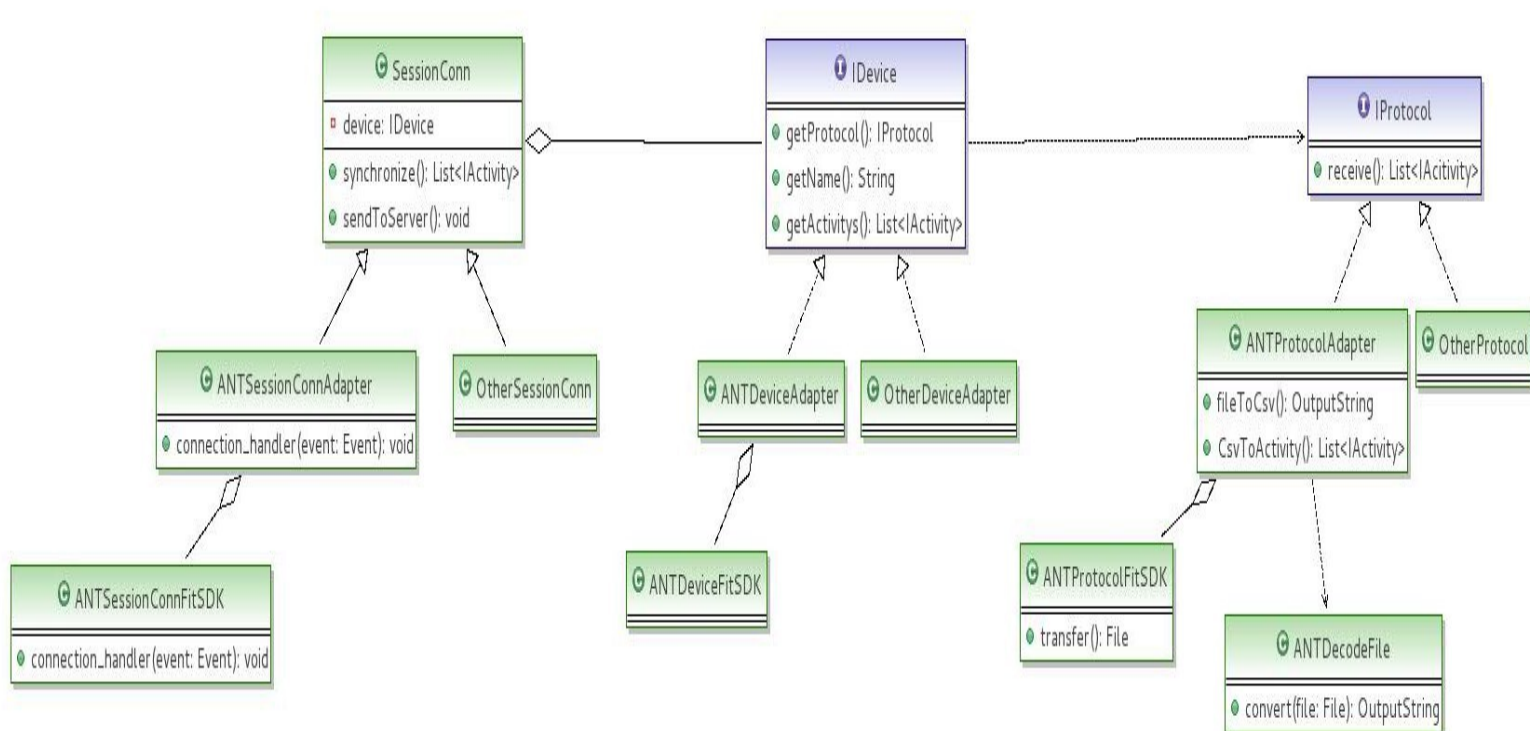 SessionConn
device: IDevice
synchronize(): List<IActivity>
sendToServer(): void
IDevice
getProtocol(): IProtocol
getName(): String
getActivitys(): List<IActivity>
IProtocol
receive(): List<IAcitivity>
ANTSessionConnAdapter
connection_handler(event: Event): void
OtherSessionConn
ANTDeviceAdapter
OtherDeviceAdapter
ANTProtocolAdapter
fileToCsv(): OutputString
CsvToActivity(): List<IActivity>
OtherProtocol
ANTSessionConnFitSDK
connection_handler(event: Event): void
ANTDeviceFitSDK
ANTProtocolFitSDK
transfer(): File
ANTDecodeFile
convert(file: File): OutputString